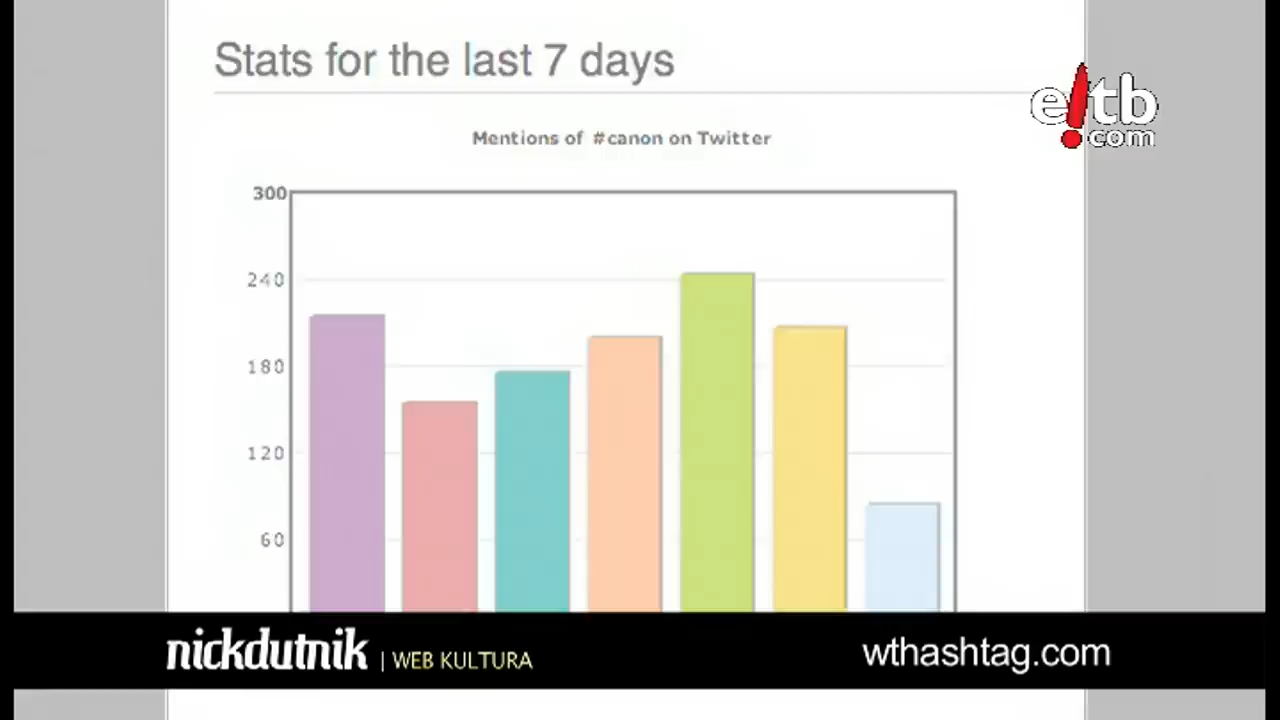 Stats for the last 7 days
e!tb
.com
Mentions of #canon on Twitter
300
240
180
120
60
nickdutnik | WEB KULTURA
wthashtag.com